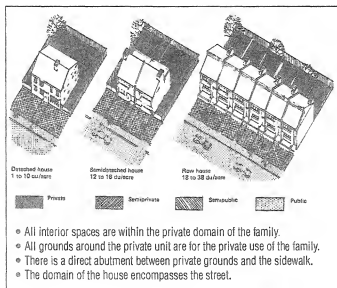 Detached house
1 to 10 du/acre
Semidetached house
12 to 16 du/acre
Row house
18 to 38 du/acre
Private
Semiprivate
Semipublic
Public
All interior spaces are within the private domain of the family.
All grounds around the private unit are for the private use of the family.
There is a direct abutment between private grounds and the sidewalk.
The domain of the house encompasses the street.